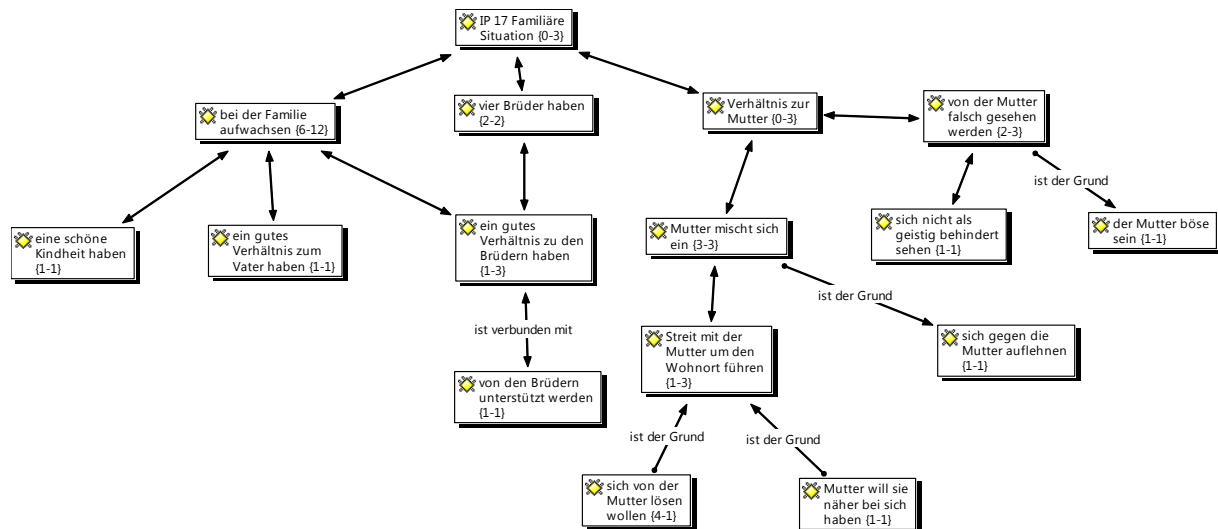 IP 17 Familiäre
Situation {0-3}
bei der Familie
aufwachsen {6-12}
vier Brüder haben
{2-2}
Verhältnis zur
Mutter {0-3}
von der Mutter
falsch gesehen
werden {2-3}
ist der Grund
eine schöne
Kindheit haben
{1-1}
ein gutes
Verhältnis zum
Vater haben {1-1}
ein gutes
Verhältnis zu den
Brüdern haben
{1-3}
Mutter mischt sich
ein {3-3}
sich nicht als
geistig behindert
sehen {1-1}
der Mutter böse
sein {1-1}
ist der Grund
ist verbunden mit
Streit mit der
Mutter um den
Wohnort führen
{1-3}
sich gegen die
Mutter auflehnen
{1-1}
von den Brüdern
unterstützt werden
{1-1}
ist der Grund
ist der Grund
sich von der
Mutter lösen
wollen {4-1}
Mutter will sie
näher bei sich
haben {1-1}